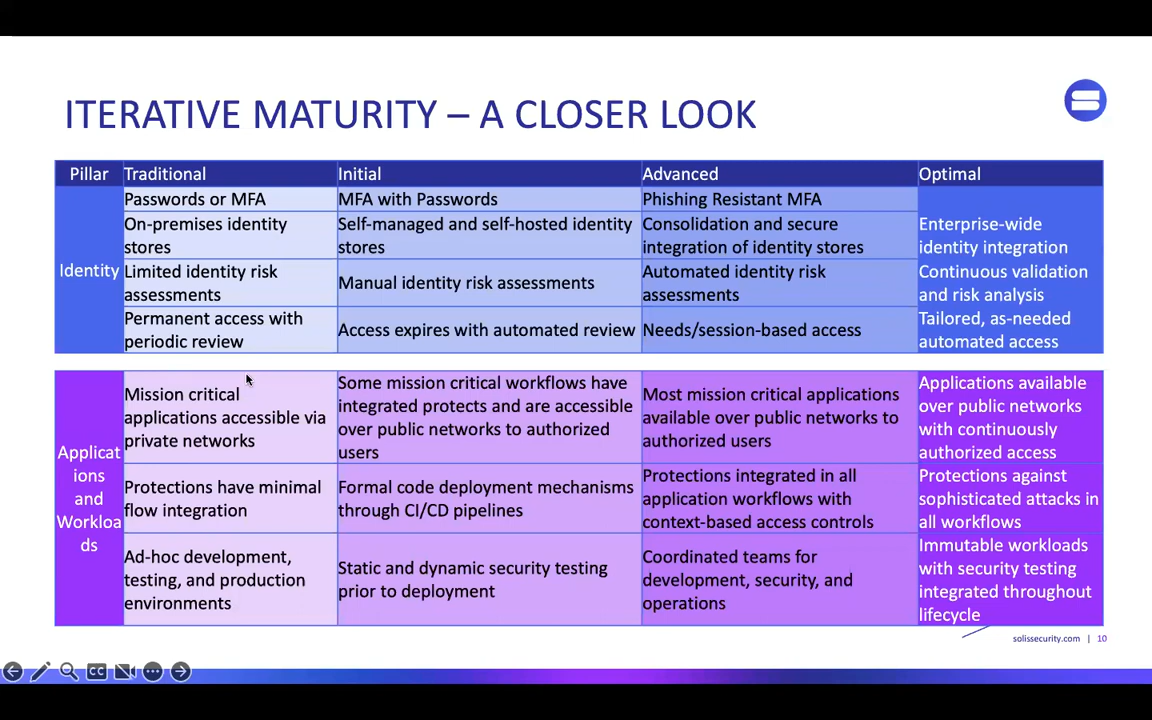 ITERATIVE MATURITY – A CLOSER LOOK
Pillar
Traditional
Initial
Advanced
Optimal
Identity
Passwords or MFA
MFA with Passwords
Phishing Resistant MFA
On-premises identity
stores
Self-managed and self-hosted identity
stores
Consolidation and secure
integration of identity stores
Limited identity risk
assessments
Manual identity risk assessments
Automated identity risk
assessments
Permanent access with
periodic review
Access expires with automated review
Needs/session-based access
Enterprise-wide
identity integration
Continuous validation
and risk analysis
Tailored, as-needed
automated access
Applicat
ions
and
Workloa
ds
Mission critical
applications accessible via
private networks
Some mission critical workflows have
integrated protects and are accessible
over public networks to authorized
users
Most mission critical applications
available over public networks to
authorized users
Applications available
over public networks
with continuously
authorized access
Protections have minimal
flow integration
Formal code deployment mechanisms
through CI/CD pipelines
Protections integrated in all
application workflows with
context-based access controls
Protections against
sophisticated attacks in
all workflows
Ad-hoc development,
testing, and production
environments
Static and dynamic security testing
prior to deployment
Coordinated teams for
development, security, and
operations
Immutable workloads
with security testing
integrated throughout
lifecycle
solissecurity.com | 10
CC